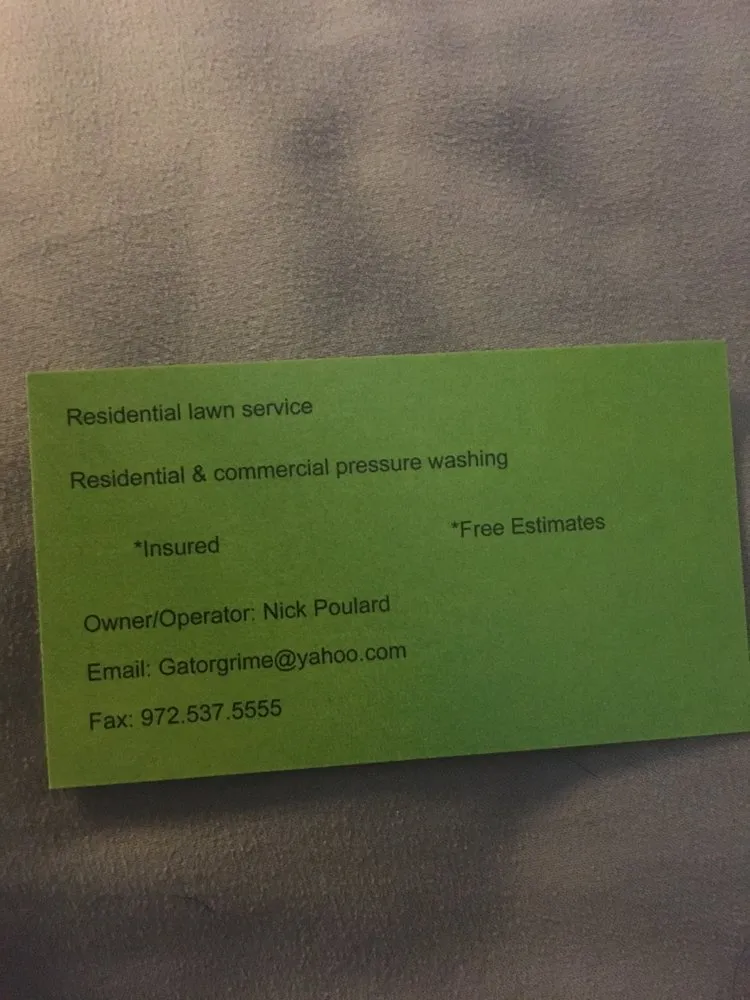 Residential lawn service
Residential & commercial pressure washing
*Insured *Free Estimates
Owner/Operator: Nick Poulard
Email: Gatorgrime@yahoo.com
Fax: 972.537.5555